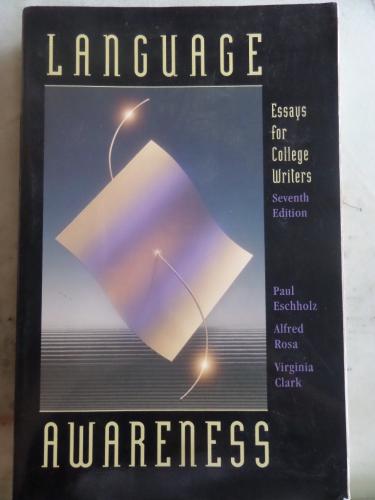 LANGUAGE
Essays
for
College
Writers
Seventh
Edition
Paul
Eschholz
Alfred
Rosa
Virginia
Clark
AWARENESS